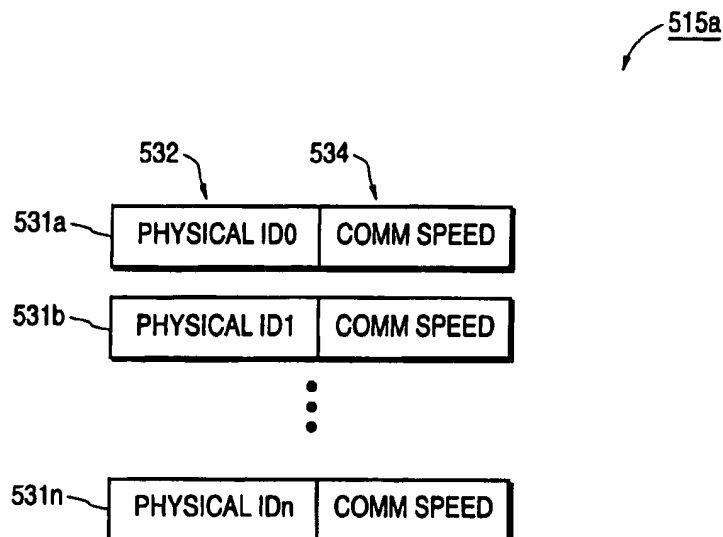 515a
532 534
531a PHYSICAL ID0 COMM SPEED
531b PHYSICAL ID1 COMM SPEED
531n PHYSICAL IDn COMM SPEED